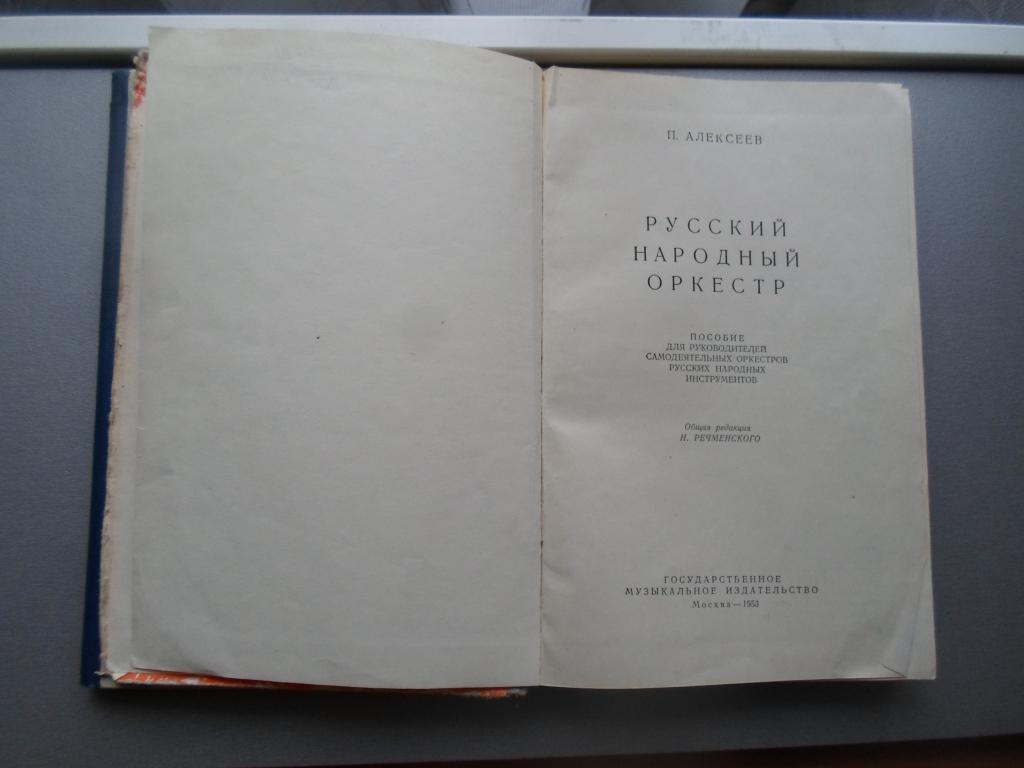 П. АЛЕКСЕЕВ
РУССКИЙ
НАРОДНЫЙ
ОРКЕСТР
ПОСОБИЕ
ДЛЯ РУКОВОДИТЕЛЕЙ
САМОДЕЯТЕЛЬНЫХ ОРКЕСТРОВ
РУССКИХ НАРОДНЫХ
ИНСТРУМЕНТОВ
Общая редакция
Н. РЕЧМЕНСКОГО
ГОСУДАРСТВЕННОЕ
МУЗЫКАЛЬНОЕ ИЗДАТЕЛЬСТВО
Москва — 1953